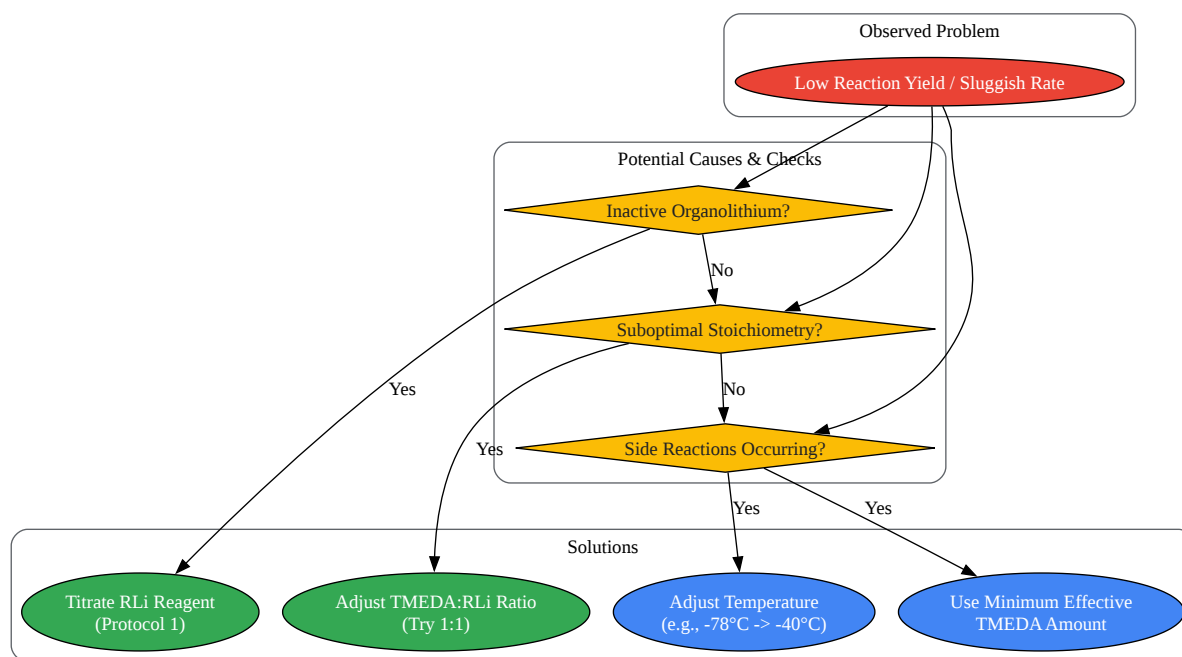 Observed Problem
Low Reaction Yield / Sluggish Rate
Potential Causes & Checks
Inactive Organolithium?
No
Suboptimal Stoichiometry?
Yes
No
Yes
Side Reactions Occurring?
Yes
Yes
Solutions
Titrate RLi Reagent
(Protocol 1)
Adjust TMEDA:RLi Ratio
(Try 1:1)
Adjust Temperature
(e.g., -78°C -> -40°C)
Use Minimum Effective
TMEDA Amount